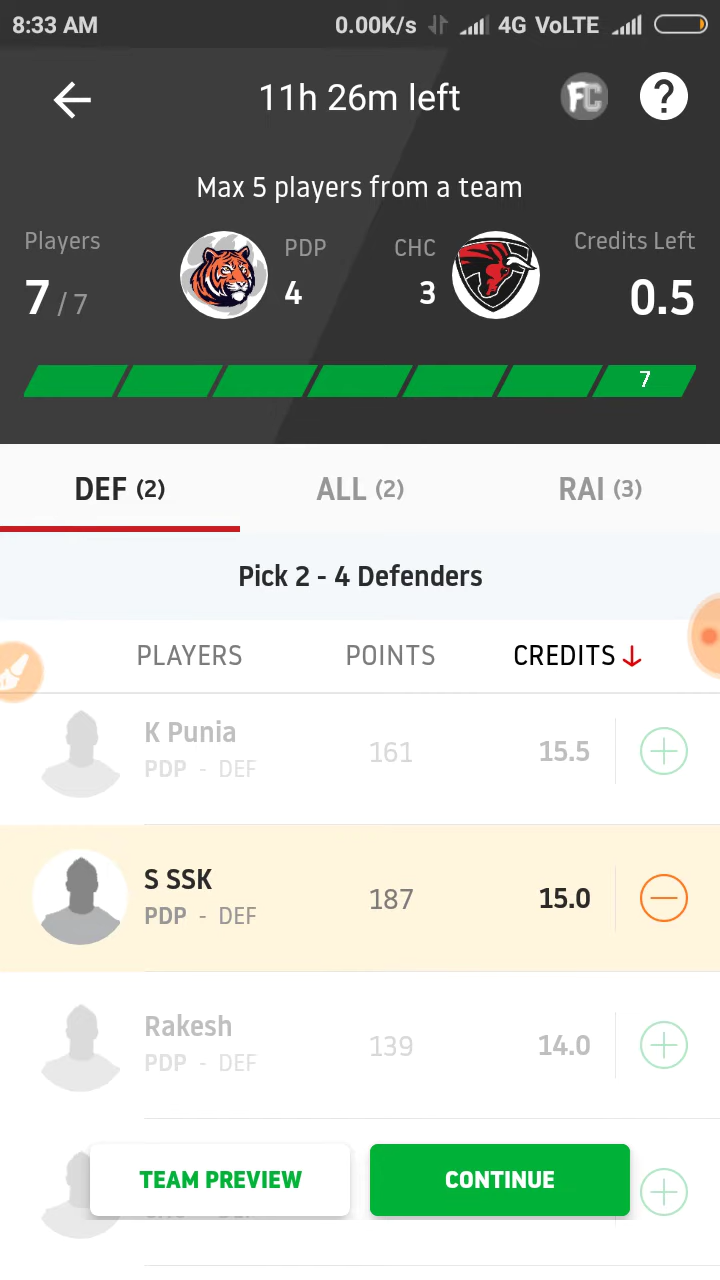 8:33 AM 0.00K/s 4G VoLTE
11h 26m left FC ?
Max 5 players from a team
Players PDP CHC Credits Left
7 / 7 4 3 0.5
7
DEF (2) ALL (2) RAI (3)
Pick 2 - 4 Defenders
PLAYERS POINTS CREDITS
K Punia
PDP - DEF 161 15.5
S SSK
PDP - DEF 187 15.0
Rakesh
PDP - DEF 139 14.0
TEAM PREVIEW CONTINUE